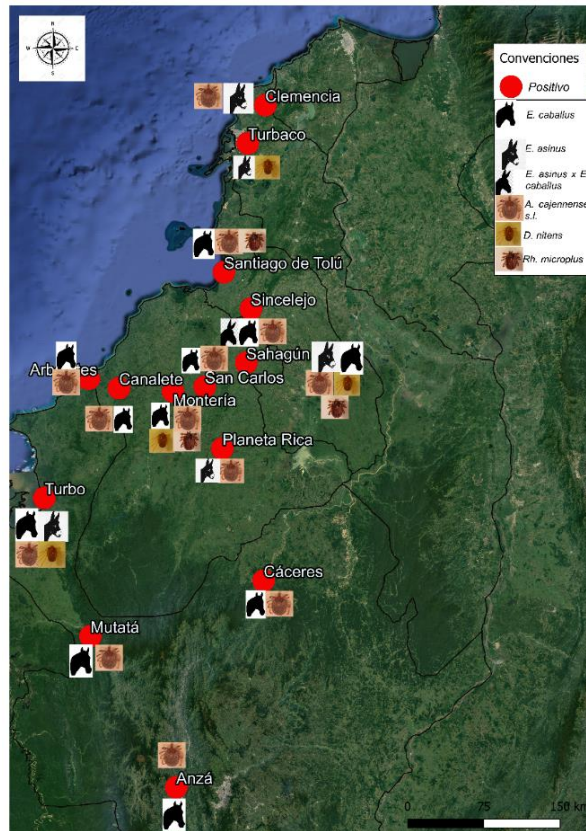 N
E
S
Convenciones
Positivo
E. caballus
E. asinus
E. asinus x E.
caballus
A. cajennense
s.l.
D. nitens
Rh. microplus
Clemencia
Turbaco
Santiago de Tolú
Sincelejo
Sahagún
San Carlos
Canalete
Montería
Planeta Rica
Turbo
Cáceres
Mutatá
Anzá
0 75 150 km